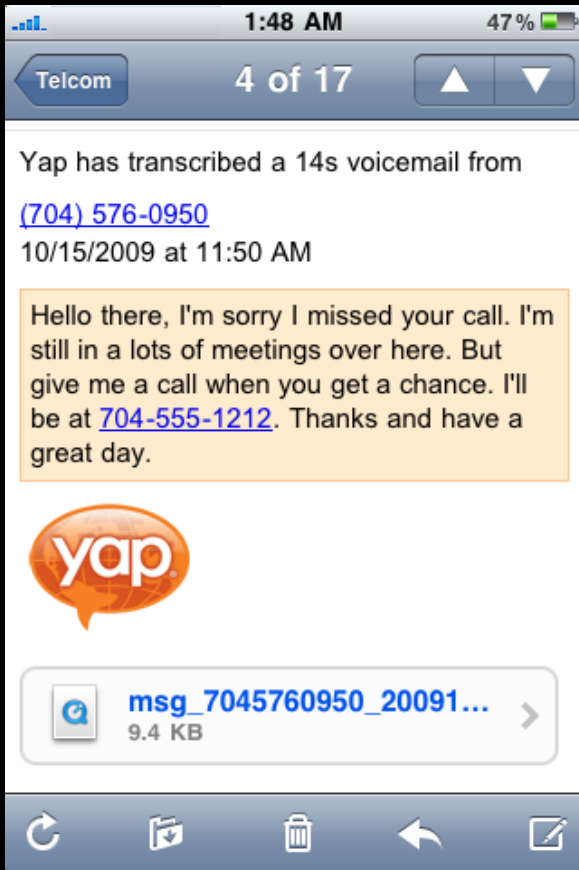 1:48 AM 47%
Telcom 4 of 17
Yap has transcribed a 14s voicemail from
(704) 576-0950
10/15/2009 at 11:50 AM
Hello there, I'm sorry I missed your call. I'm
still in a lots of meetings over here. But
give me a call when you get a chance. I'll
be at 704-555-1212. Thanks and have a
great day.
yap
msg_7045760950_20091...
9.4 KB